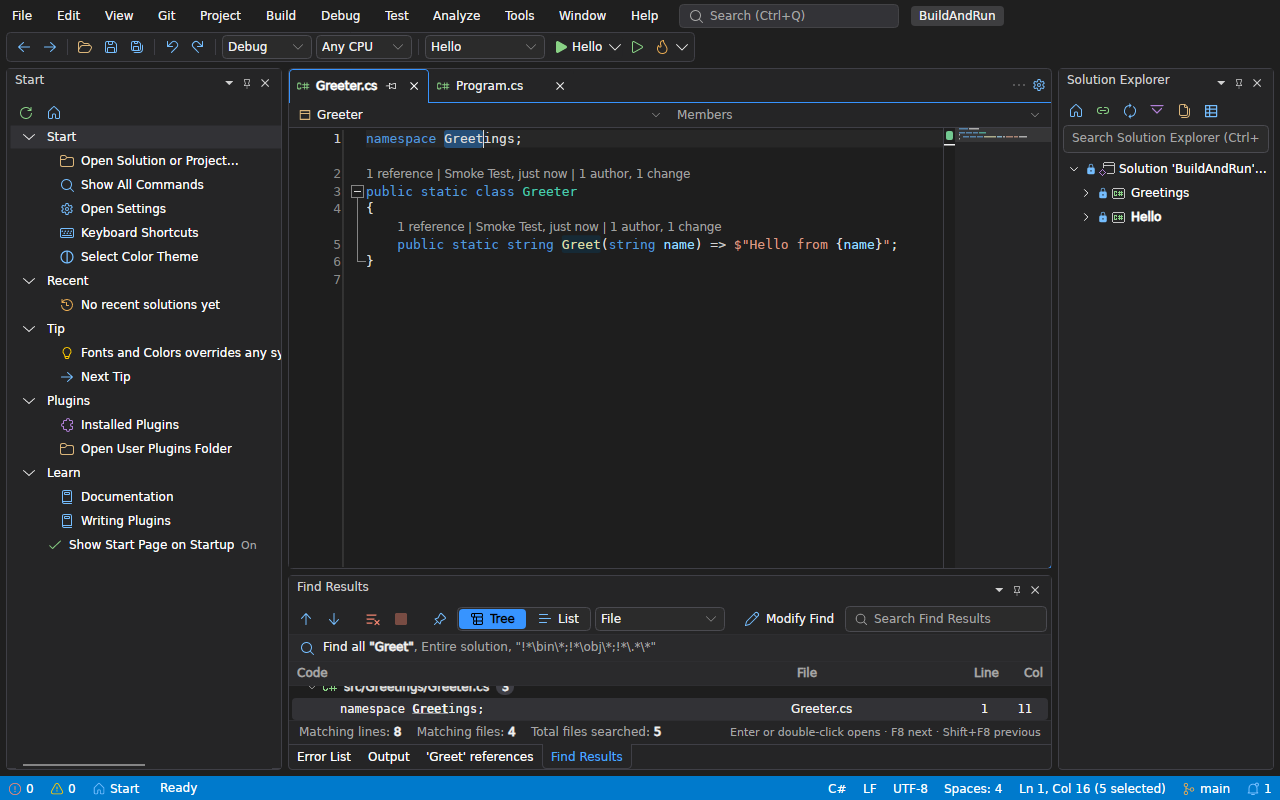 File Edit View Git Project Build Debug Test Analyze Tools Window Help Search (Ctrl+Q) BuildAndRun
Debug Any CPU Hello Hello
Start
Start
Open Solution or Project...
Show All Commands
Open Settings
Keyboard Shortcuts
Select Color Theme
Recent
No recent solutions yet
Tip
Fonts and Colors overrides any sy
Next Tip
Plugins
Installed Plugins
Open User Plugins Folder
Learn
Documentation
Writing Plugins
Show Start Page on Startup On
C# Greeter.cs C# Program.cs
Greeter Members
1 namespace Greetings;
2 1 reference | Smoke Test, just now | 1 author, 1 change
3 public static class Greeter
4 {
1 reference | Smoke Test, just now | 1 author, 1 change
5 public static string Greet(string name) => $"Hello from {name}";
6 }
7
Find Results
Tree List File Modify Find Search Find Results
Find all "Greet", Entire solution, "!*\bin\*;!*\obj\*;!*\.*\*"
Code File Line Col
C# src/Greetings/Greeter.cs 3
namespace Greetings; Greeter.cs 1 11
Matching lines: 8 Matching files: 4 Total files searched: 5 Enter or double-click opens · F8 next · Shift+F8 previous
Error List Output 'Greet' references Find Results
Solution Explorer
Search Solution Explorer (Ctrl+
Solution 'BuildAndRun'...
C# Greetings
C# Hello
0 0 Start Ready C# LF UTF-8 Spaces: 4 Ln 1, Col 16 (5 selected) main 1